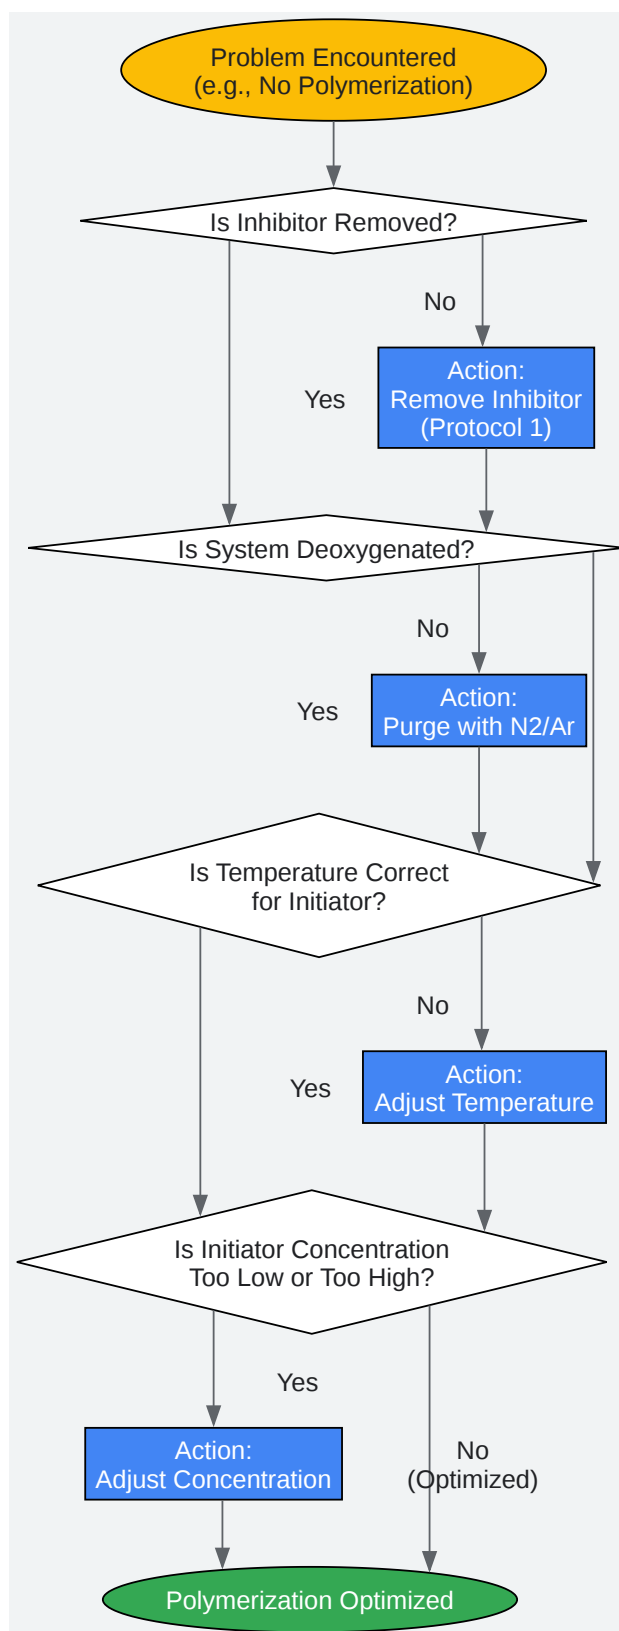 Problem Encountered
(e.g., No Polymerization)
Is Inhibitor Removed?
No
Action:
Remove Inhibitor
(Protocol 1)
Yes
Is System Deoxygenated?
No
Action:
Purge with N2/Ar
Yes
Is Temperature Correct
for Initiator?
No
Action:
Adjust Temperature
Yes
Is Initiator Concentration
Too Low or Too High?
Yes
Action:
Adjust Concentration
No
(Optimized)
Polymerization Optimized